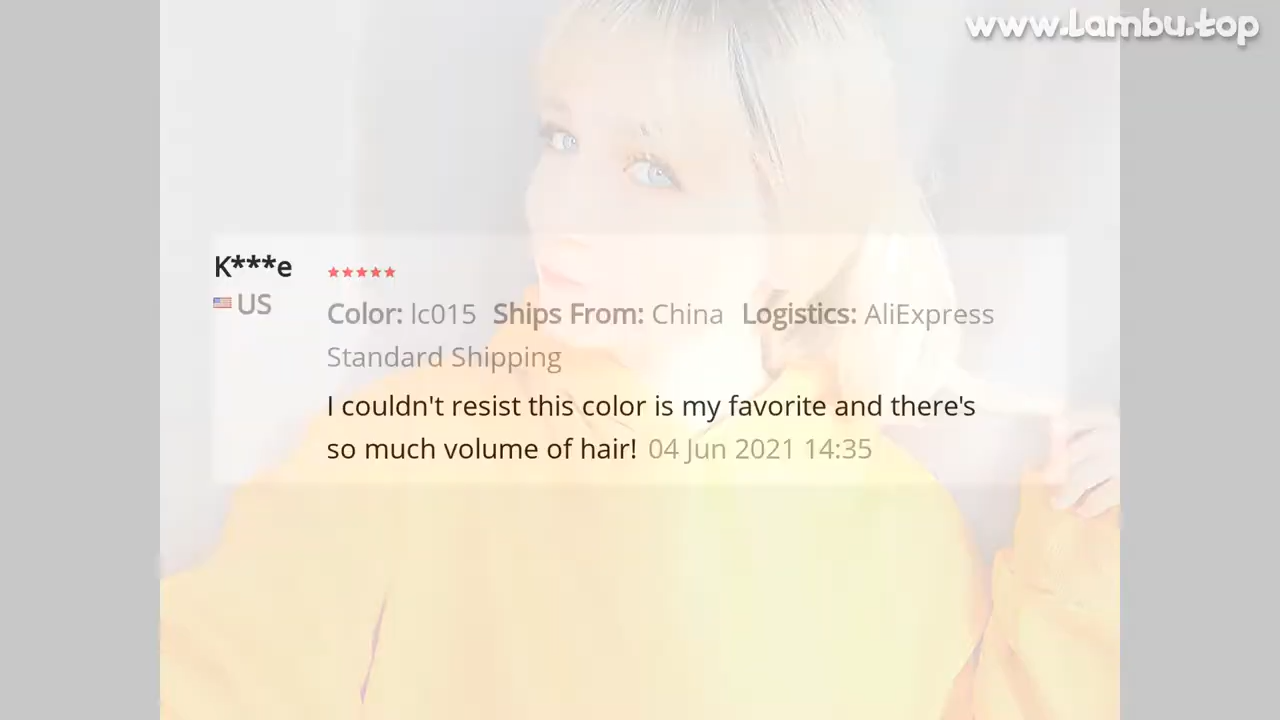 www.Lambu.top
K***e
US
Color: lc015 Ships From: China Logistics: AliExpress
Standard Shipping
I couldn't resist this color is my favorite and there's
so much volume of hair! 04 Jun 2021 14:35